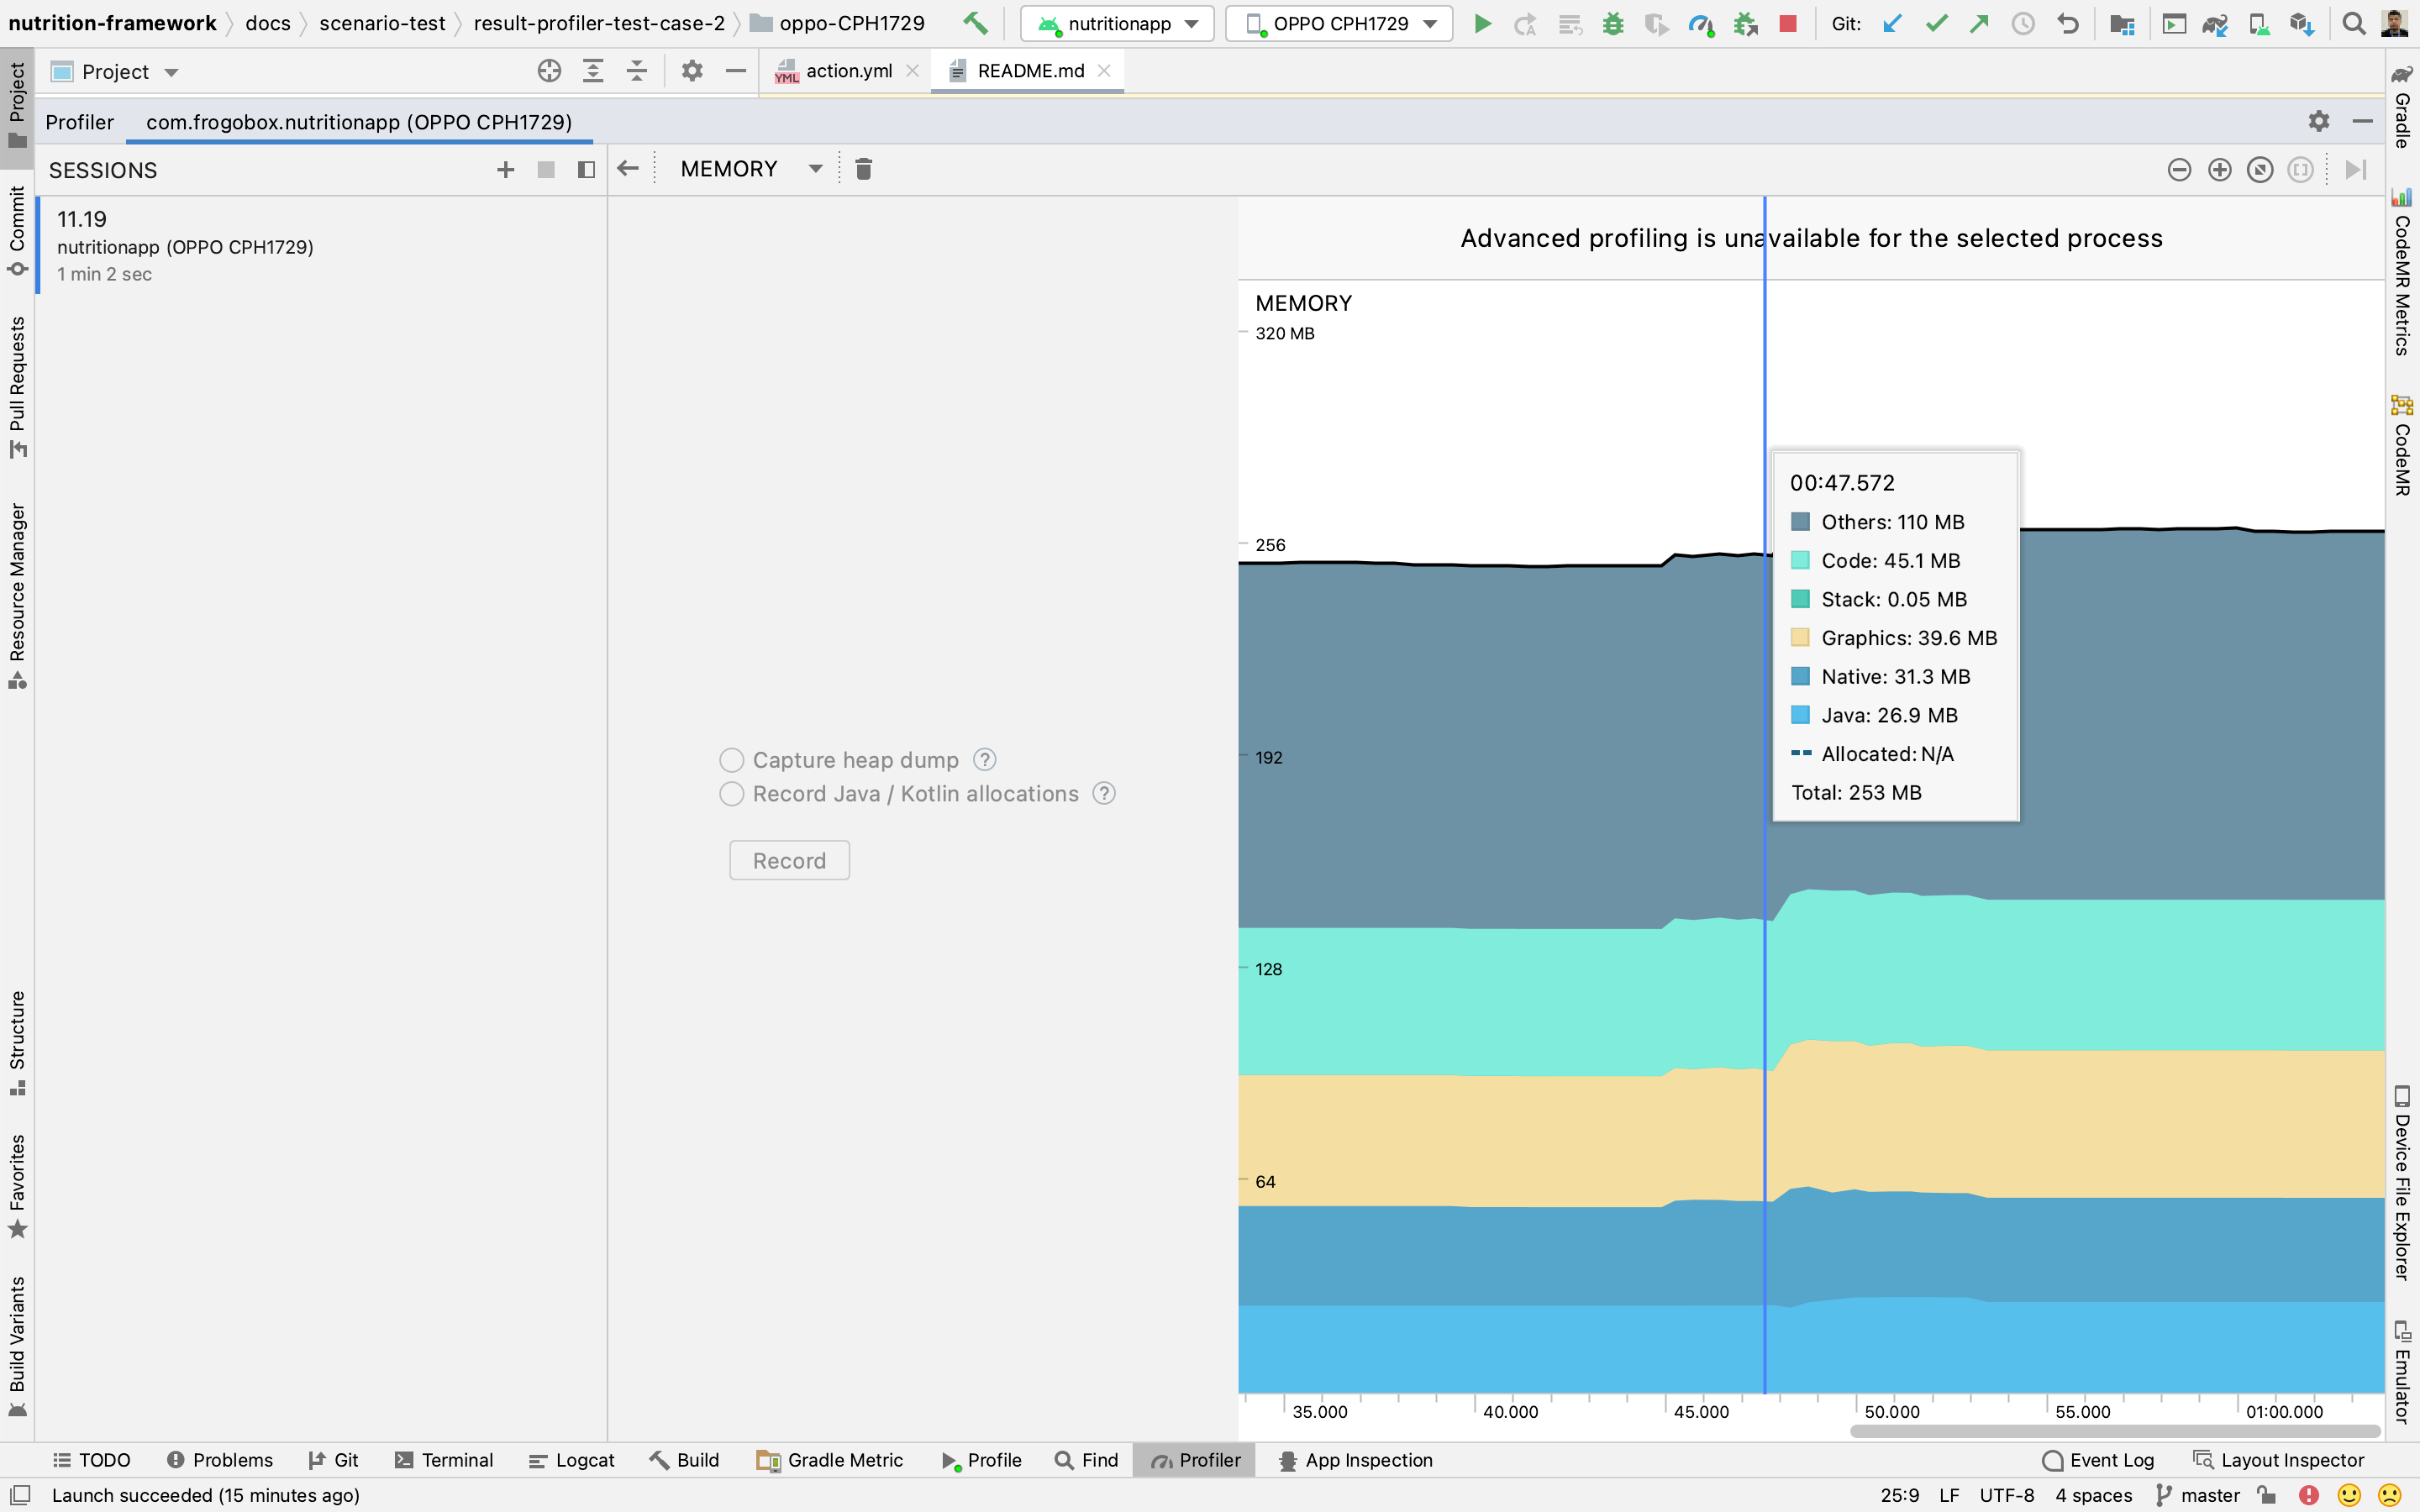 nutrition-framework docs scenario-test result-profiler-test-case-2 oppo-CPH1729 nutritionapp OPPO CPH1729 Git:
Project action.yml README.md
YML
Profiler com.frogobox.nutritionapp (OPPO CPH1729)
SESSIONS MEMORY
11.19
nutritionapp (OPPO CPH1729)
1 min 2 sec
Advanced profiling is unavailable for the selected process
MEMORY
320 MB
256
192
128
64
00:47.572
Others: 110 MB
Code: 45.1 MB
Stack: 0.05 MB
Graphics: 39.6 MB
Native: 31.3 MB
Java: 26.9 MB
Allocated: N/A
Total: 253 MB
Capture heap dump ?
Record Java / Kotlin allocations ?
Record
35.000 40.000 45.000 50.000 55.000 01:00.000
Project
Commit
Pull Requests
Resource Manager
Structure
Favorites
Build Variants
Gradle
CodeMR Metrics
CodeMR
Device File Explorer
Emulator
TODO Problems Git Terminal Logcat Build Gradle Metric Profile Find Profiler App Inspection Event Log Layout Inspector
Launch succeeded (15 minutes ago) 25:9 LF UTF-8 4 spaces master